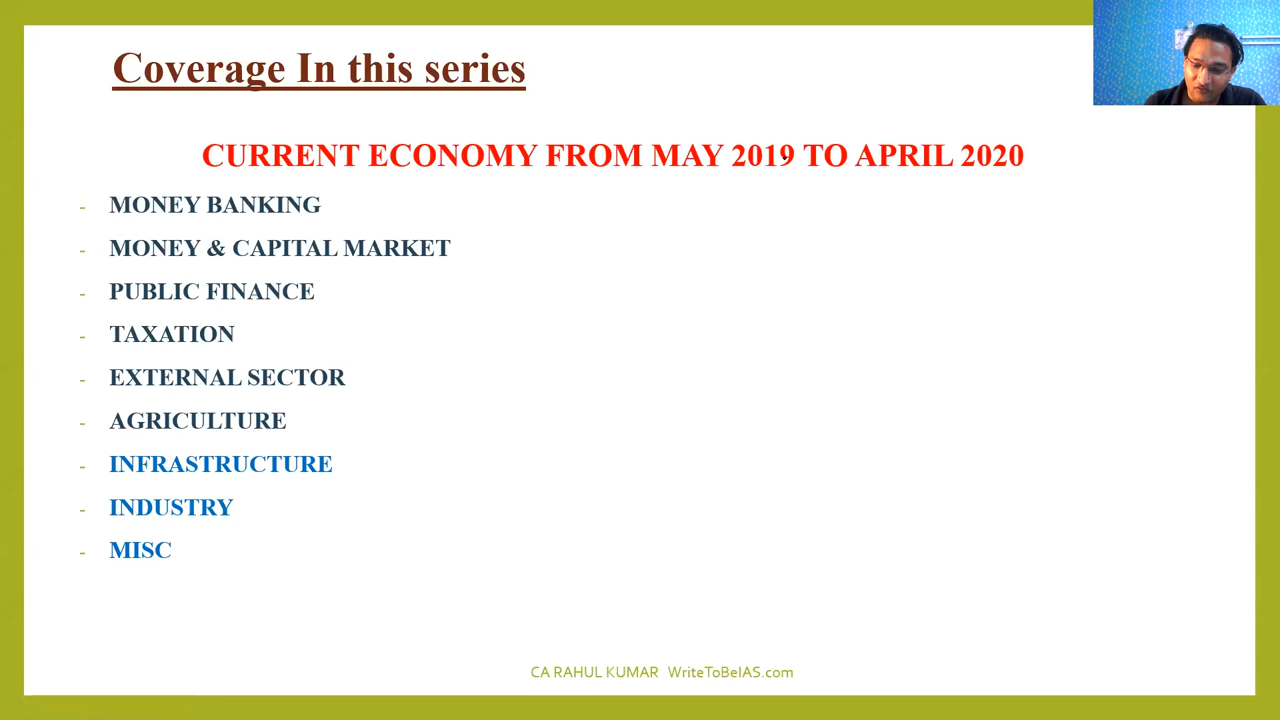 Coverage In this series
CURRENT ECONOMY FROM MAY 2019 TO APRIL 2020
- MONEY BANKING
- MONEY & CAPITAL MARKET
- PUBLIC FINANCE
- TAXATION
- EXTERNAL SECTOR
- AGRICULTURE
- INFRASTRUCTURE
- INDUSTRY
- MISC
CA RAHUL KUMAR WriteToBeIAS.com